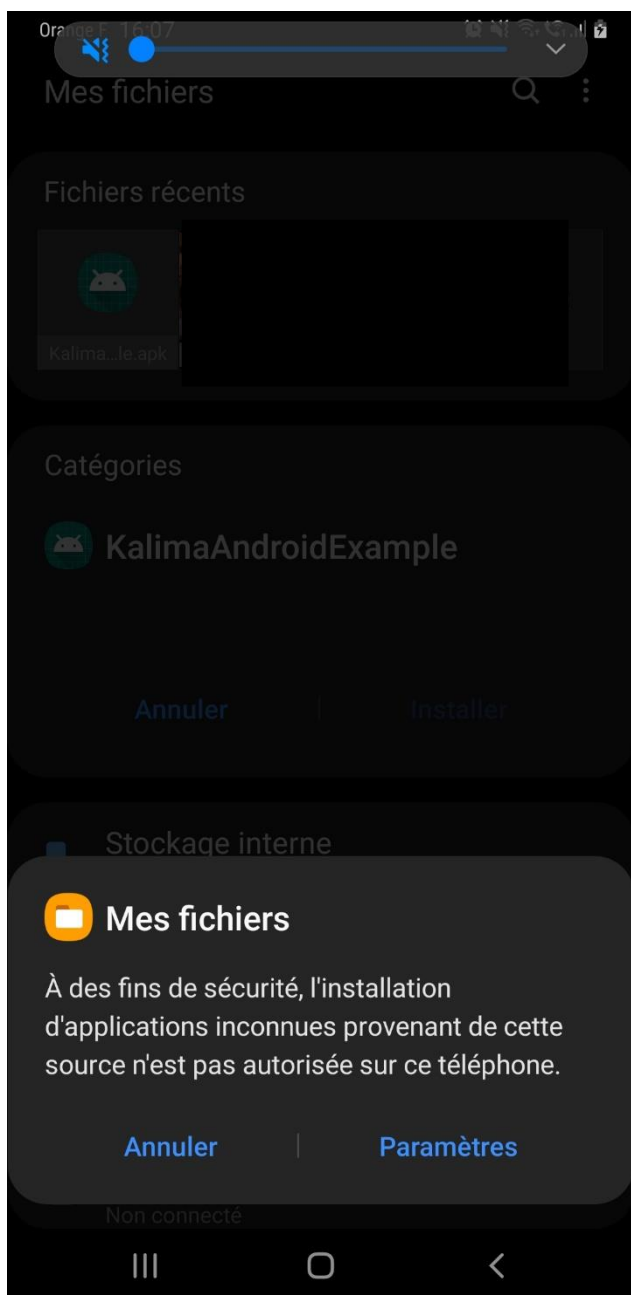 Orange F 16:07
Mes fichiers
Fichiers récents
Kalima...le.apk
Catégories
KalimaAndroidExample
Annuler
Installer
Stockage interne
Mes fichiers
À des fins de sécurité, l'installation
d'applications inconnues provenant de cette
source n'est pas autorisée sur ce téléphone.
Annuler
Paramètres
Non connecté